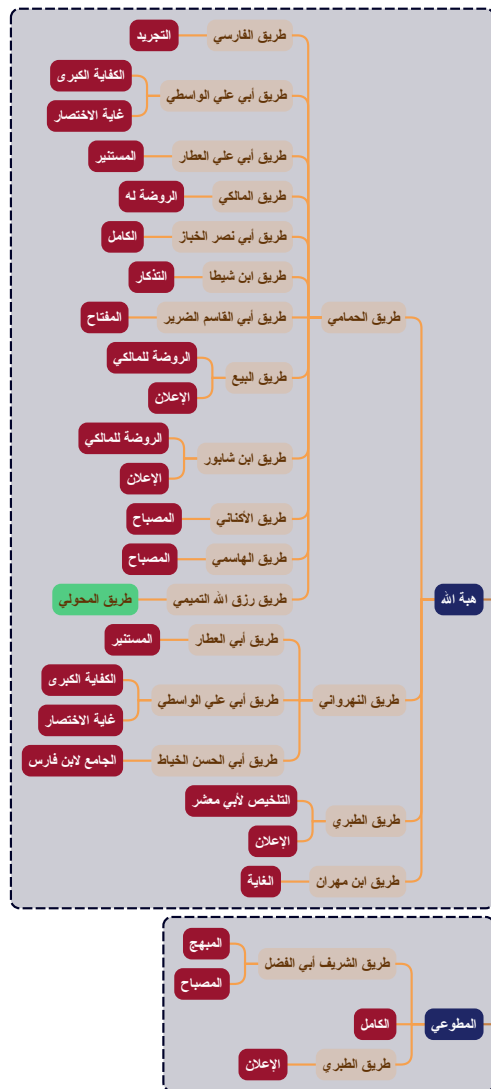 هبة الله
طريق الحمامي
طريق الفارسي
التجريد
طريق أبي علي الواسطي
الكفاية الكبرى
غاية الاختصار
طريق أبي علي العطار
المستنير
طريق المالكي
الروضة له
طريق أبي نصر الخباز
الكامل
طريق ابن شيطا
التذكار
طريق أبي القاسم الضرير
المفتاح
طريق البيع
الروضة للمالكي
الإعلان
طريق ابن شابور
الروضة للمالكي
الإعلان
طريق الأكناني
المصباح
طريق الهاسمي
المصباح
طريق رزق الله التميمي
طريق المحولي
طريق النهرواني
طريق أبي العطار
المستنير
طريق أبي علي الواسطي
الكفاية الكبرى
غاية الاختصار
طريق أبي الحسن الخياط
الجامع لابن فارس
طريق الطبري
التلخيص لأبي معشر
الإعلان
طريق ابن مهران
الغاية
المطوعي
طريق الشريف أبي الفضل
المبهج
المصباح
الكامل
طريق الطبري
الإعلان